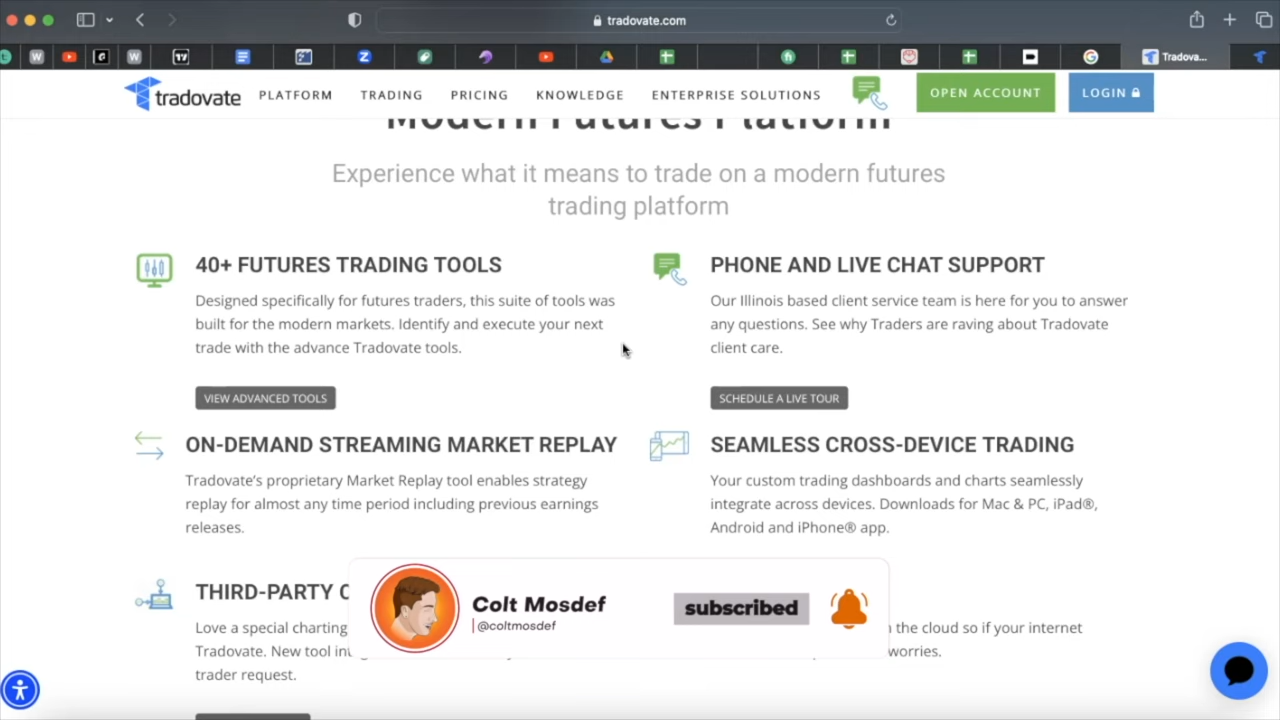 tradovate.com
Tradova...
tradovate
PLATFORM
TRADING
PRICING
KNOWLEDGE
ENTERPRISE SOLUTIONS
OPEN ACCOUNT
LOGIN
Modern Futures Platform
Experience what it means to trade on a modern futures
trading platform
40+ FUTURES TRADING TOOLS
Designed specifically for futures traders, this suite of tools was
built for the modern markets. Identify and execute your next
trade with the advance Tradovate tools.
VIEW ADVANCED TOOLS
PHONE AND LIVE CHAT SUPPORT
Our Illinois based client service team is here for you to answer
any questions. See why Traders are raving about Tradovate
client care.
SCHEDULE A LIVE TOUR
ON-DEMAND STREAMING MARKET REPLAY
Tradovate's proprietary Market Replay tool enables strategy
replay for almost any time period including previous earnings
releases.
SEAMLESS CROSS-DEVICE TRADING
Your custom trading dashboards and charts seamlessly
integrate across devices. Downloads for Mac & PC, iPad®,
Android and iPhone® app.
THIRD-PARTY
Love a special charting
Tradovate. New tool
trader request.
the cloud so if your internet
worries.
Colt Mosdef
@coltmosdef
subscribed